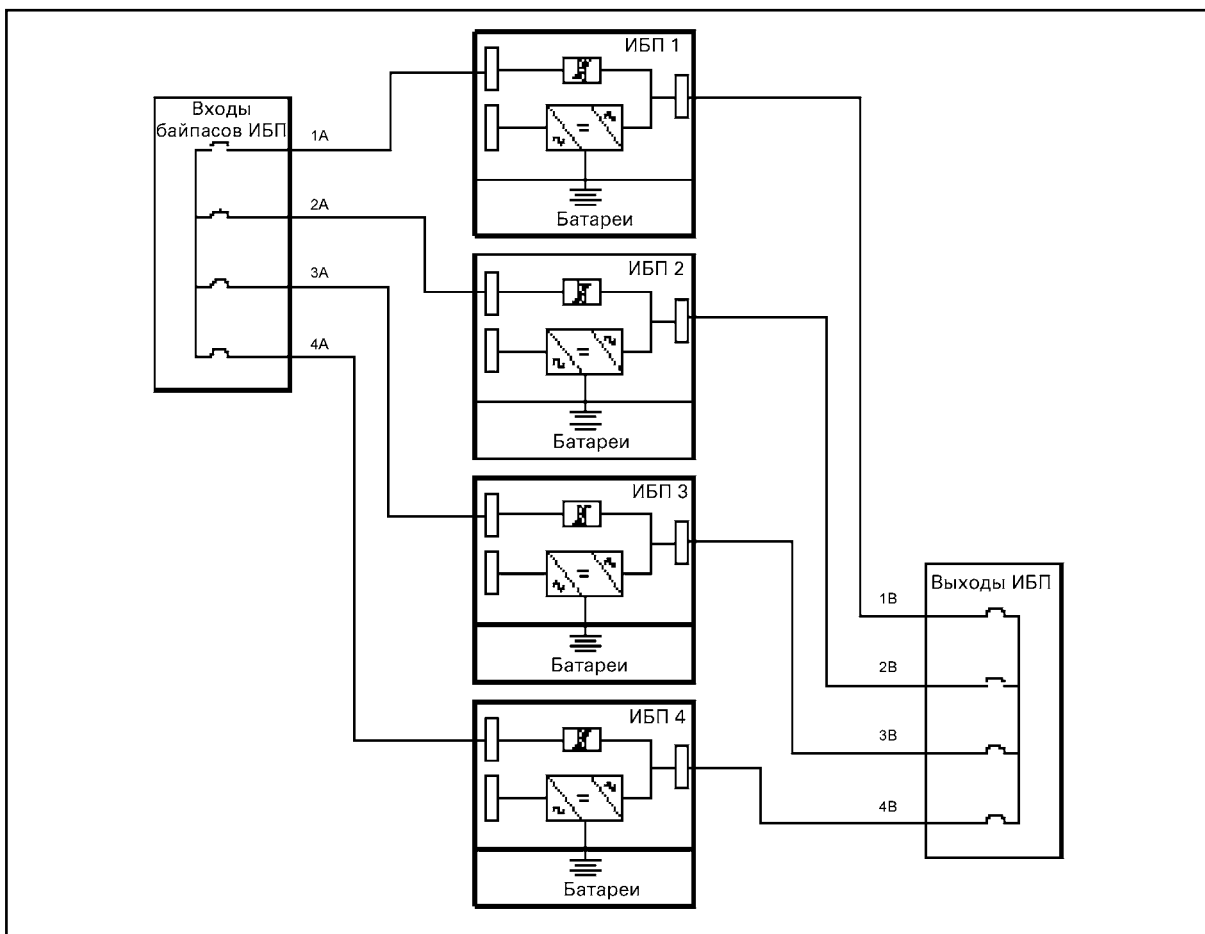 Входы
байпасов ИБП
1А
2А
3А
4А
ИБП 1
Батареи
ИБП 2
Батареи
ИБП 3
Батареи
ИБП 4
Батареи
Выходы ИБП
1В
2В
3В
4В